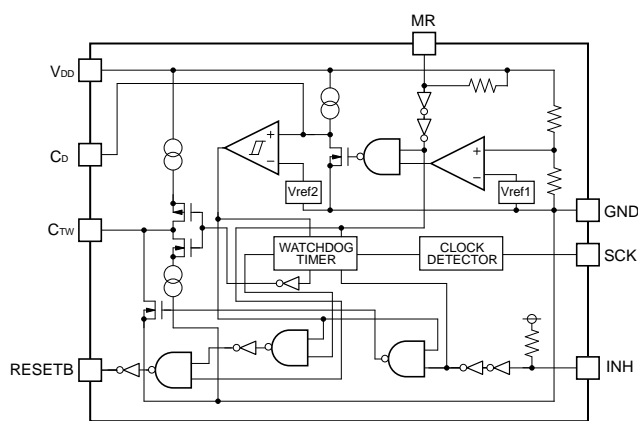 MR
VDD
CD
Vref2
Vref1
CTW
GND
WATCHDOG
TIMER
CLOCK
DETECTOR
SCK
RESETB
INH